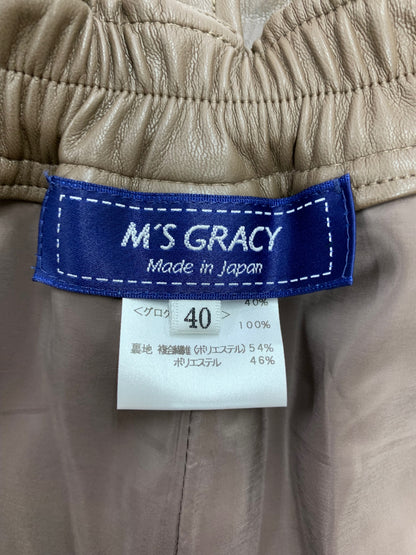 M'S GRACY
Made in Japan
40
40%
<グログ
100%
裏地 複合繊維(ポリエステル)54%
ポリエステル 46%